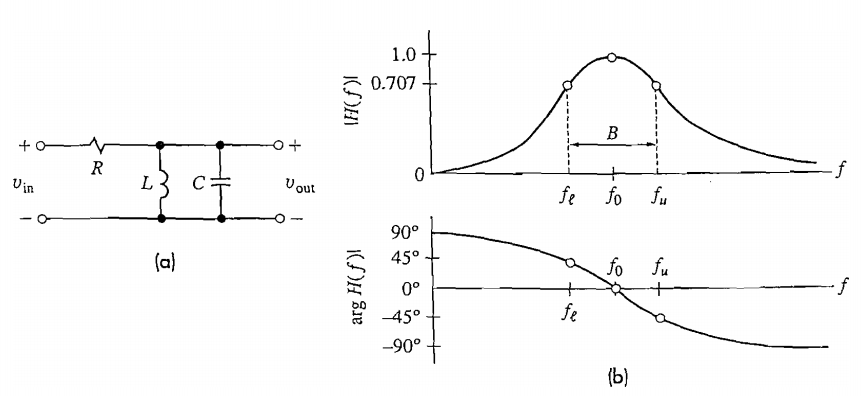 + R +
v_in L C v_out
− −
(a)
|H(f)|
1.0
0.707
B
0 f
f_ℓ f_0 f_u
arg H(f)|
90°
45° f_0 f_u
0° f
f_ℓ
−45°
−90°
(b)